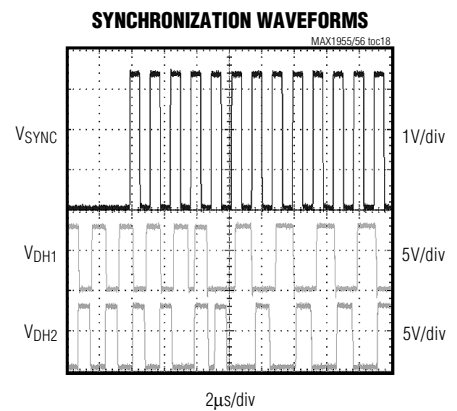 SYNCHRONIZATION WAVEFORMS
MAX1955/56 toc18
VSYNC
1V/div
VDH1
5V/div
VDH2
5V/div
2μs/div